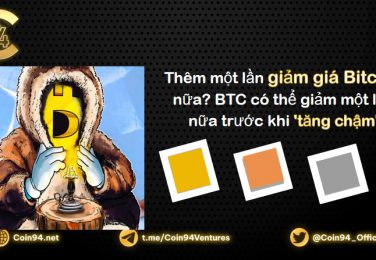 94
Thêm một lần giảm giá Bitc
nữa? BTC có thể giảm một l
nữa trước khi 'tăng chậm'
Coin94.net
t.me/Coin94Ventures
@Coin94_Offic